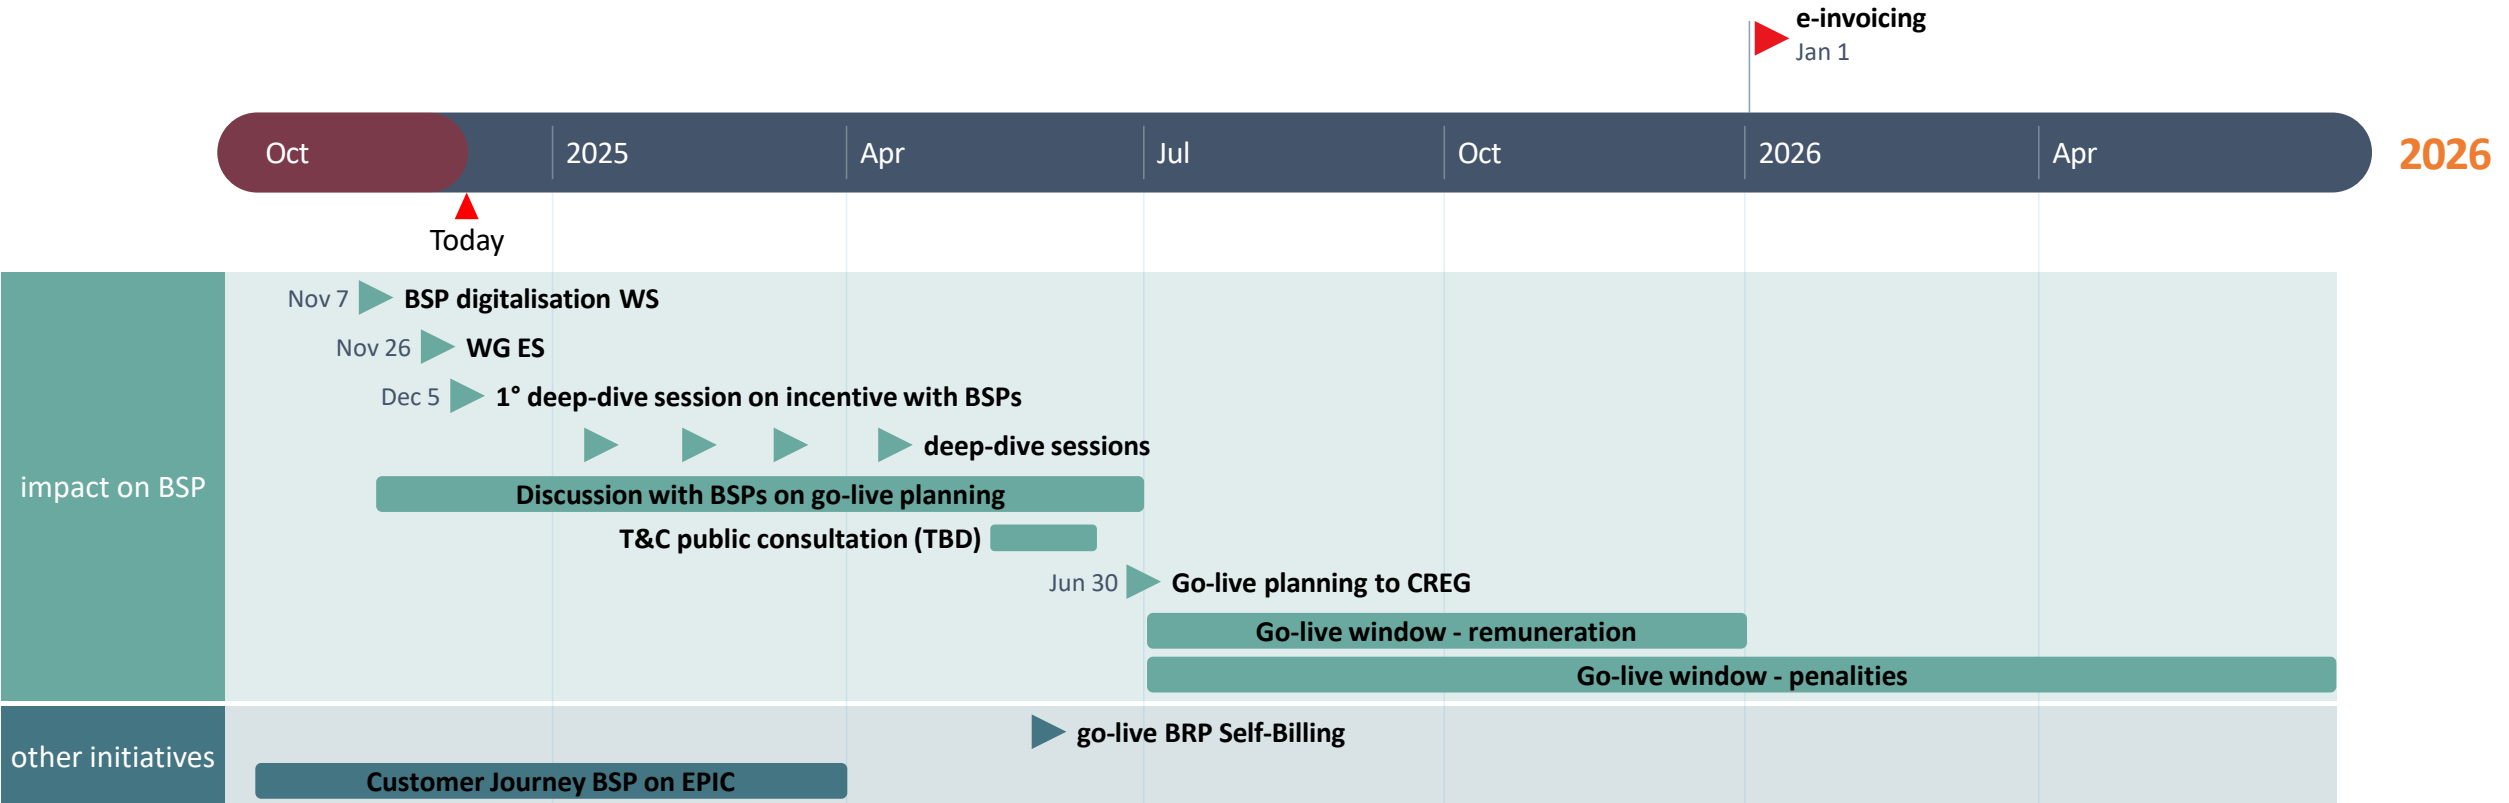 e-invoicing
Jan 1
Oct
2025
Apr
Jul
Oct
2026
Apr
2026
Today
impact on BSP
Nov 7 BSP digitalisation WS
Nov 26 WG ES
Dec 5 1° deep-dive session on incentive with BSPs
deep-dive sessions
Discussion with BSPs on go-live planning
T&C public consultation (TBD)
Jun 30 Go-live planning to CREG
Go-live window - remuneration
Go-live window - penalities
other initiatives
go-live BRP Self-Billing
Customer Journey BSP on EPIC